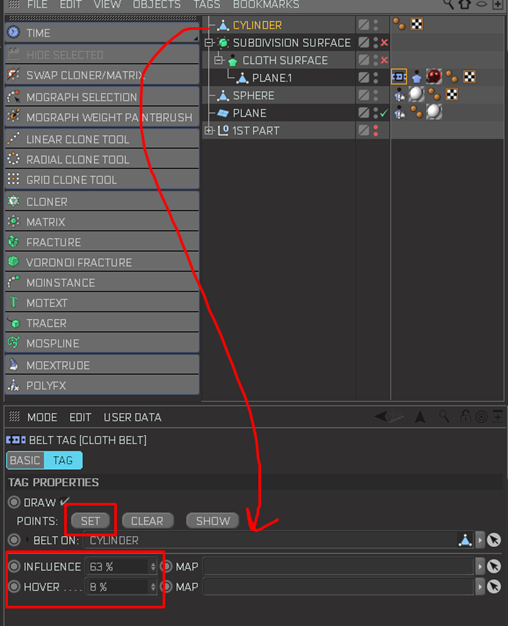 FILE EDIT VIEW OBJECTS TAGS BOOKMARKS
TIME
HIDE SELECTED
SWAP CLONER/MATRIX
MOGRAPH SELECTION
MOGRAPH WEIGHT PAINTBRUSH
LINEAR CLONE TOOL
RADIAL CLONE TOOL
GRID CLONE TOOL
CLONER
MATRIX
FRACTURE
VORONOI FRACTURE
MOINSTANCE
MOTEXT
TRACER
MOSPLINE
MOEXTRUDE
POLYFX
CYLINDER
SUBDIVISION SURFACE
CLOTH SURFACE
PLANE.1
SPHERE
PLANE
1ST PART
MODE EDIT USER DATA
BELT TAG [CLOTH BELT]
BASIC TAG
TAG PROPERTIES
DRAW
POINTS: SET CLEAR SHOW
BELT ON: CYLINDER
INFLUENCE 63 % MAP
HOVER . . . . 8 % MAP